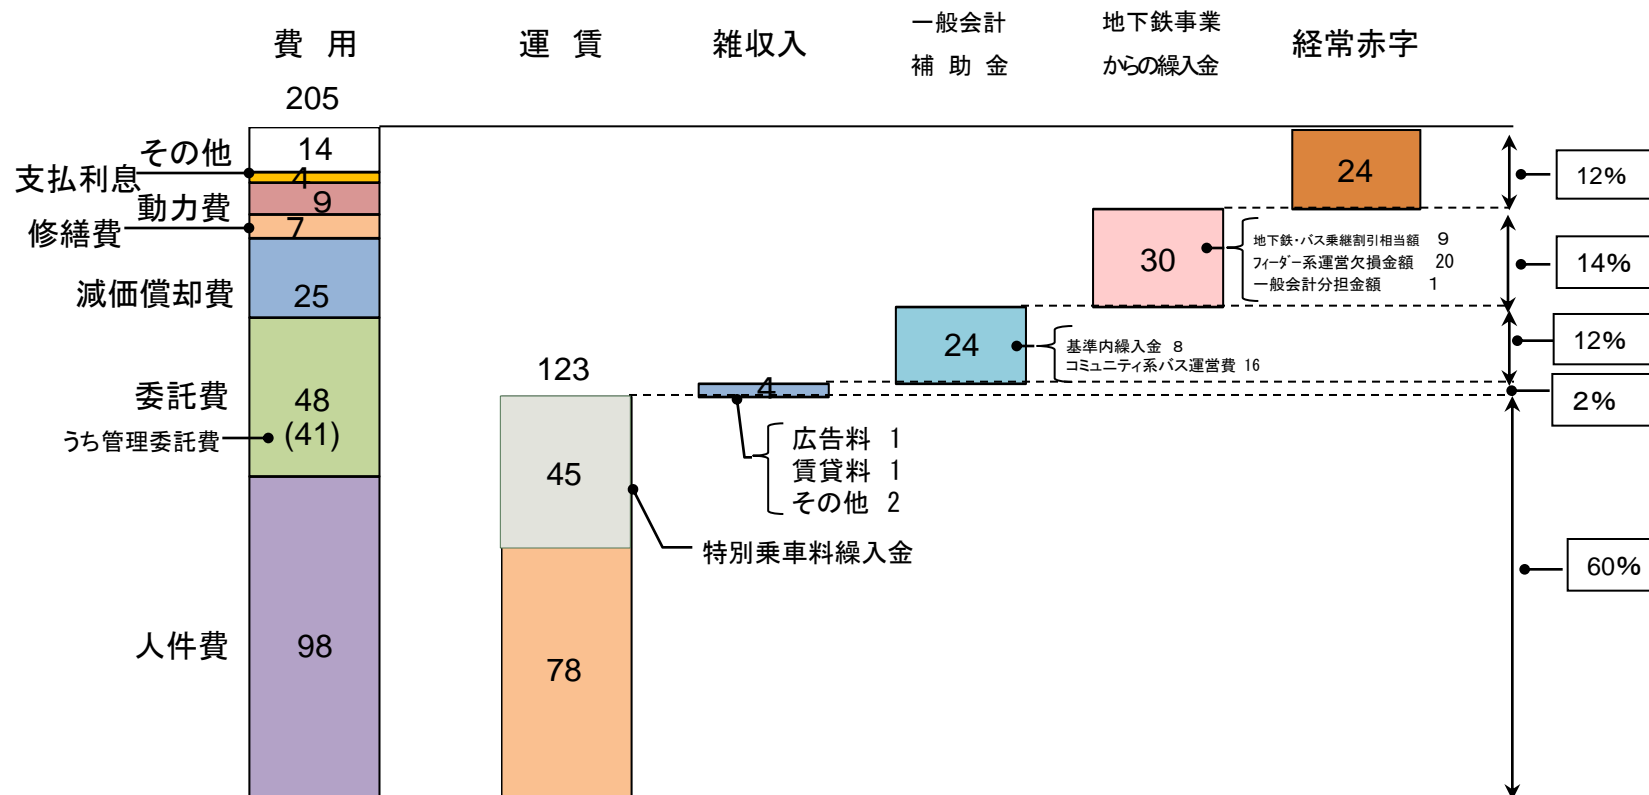 費 用
運 賃
雑収入
一般会計
補 助 金
地下鉄事業
からの繰入金
経常赤字
205
その他
14
支払利息
4
動力費
9
修繕費
7
減価償却費
25
委託費
48
うち管理委託費
(41)
人件費
98
123
45
特別乗車料繰入金
78
4
広告料 1
賃貸料 1
その他 2
24
基準内繰入金 8
コミュニティ系バス運営費 16
30
地下鉄・バス乗継割引相当額 9
フィーダー系運営欠損金額 20
一般会計分担金額 1
24
12%
14%
12%
2%
60%